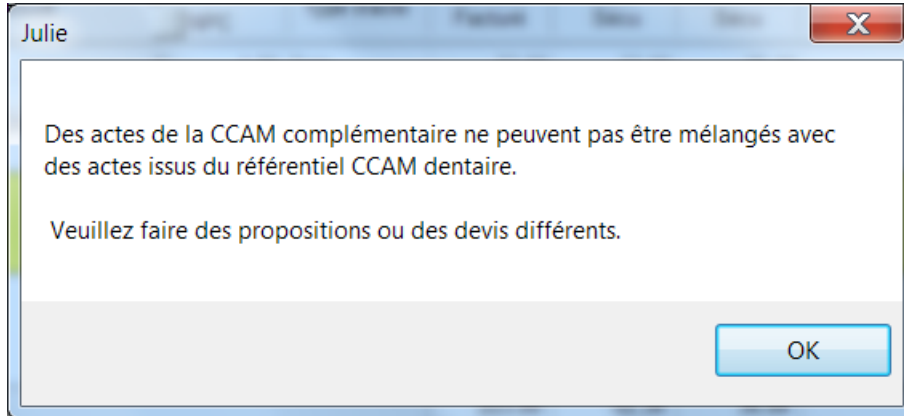 Julie
Des actes de la CCAM complémentaire ne peuvent pas être mélangés avec
des actes issus du référentiel CCAM dentaire.
Veuillez faire des propositions ou des devis différents.
OK